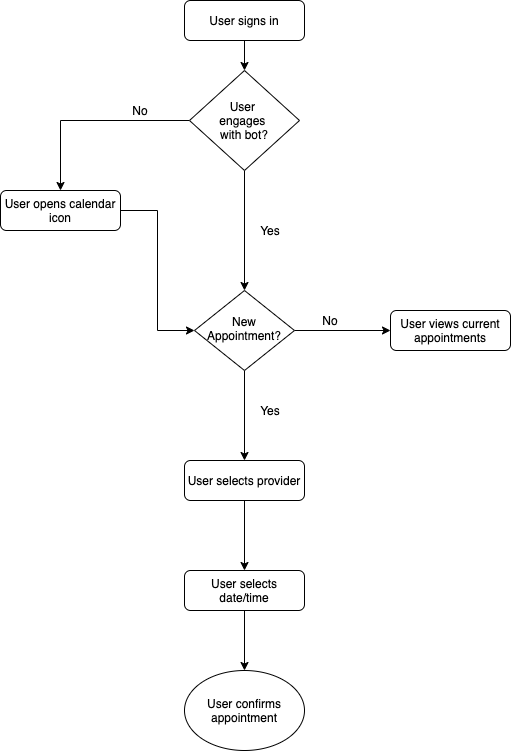 User signs in
User
engages
with bot?
No
User opens calendar
icon
Yes
New
Appointment?
No
User views current
appointments
Yes
User selects provider
User selects
date/time
User confirms
appointment